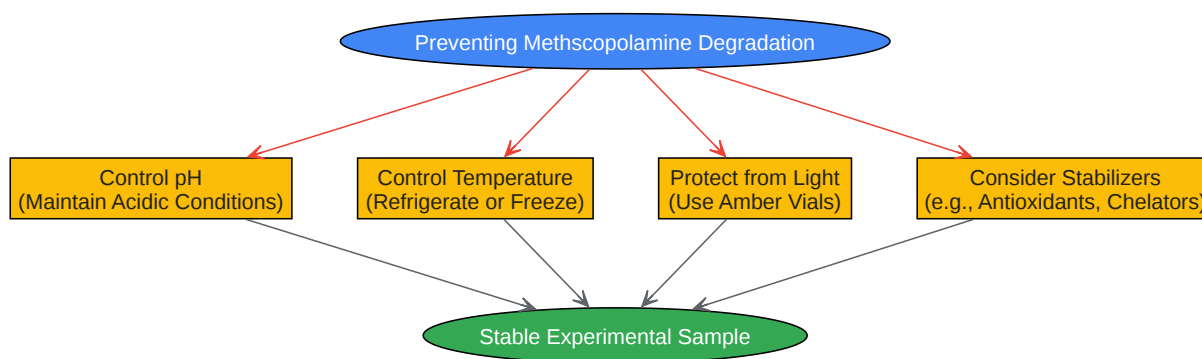 Preventing Methscopolamine Degradation
Control pH
(Maintain Acidic Conditions)
Control Temperature
(Refrigerate or Freeze)
Protect from Light
(Use Amber Vials)
Consider Stabilizers
(e.g., Antioxidants, Chelators)
Stable Experimental Sample